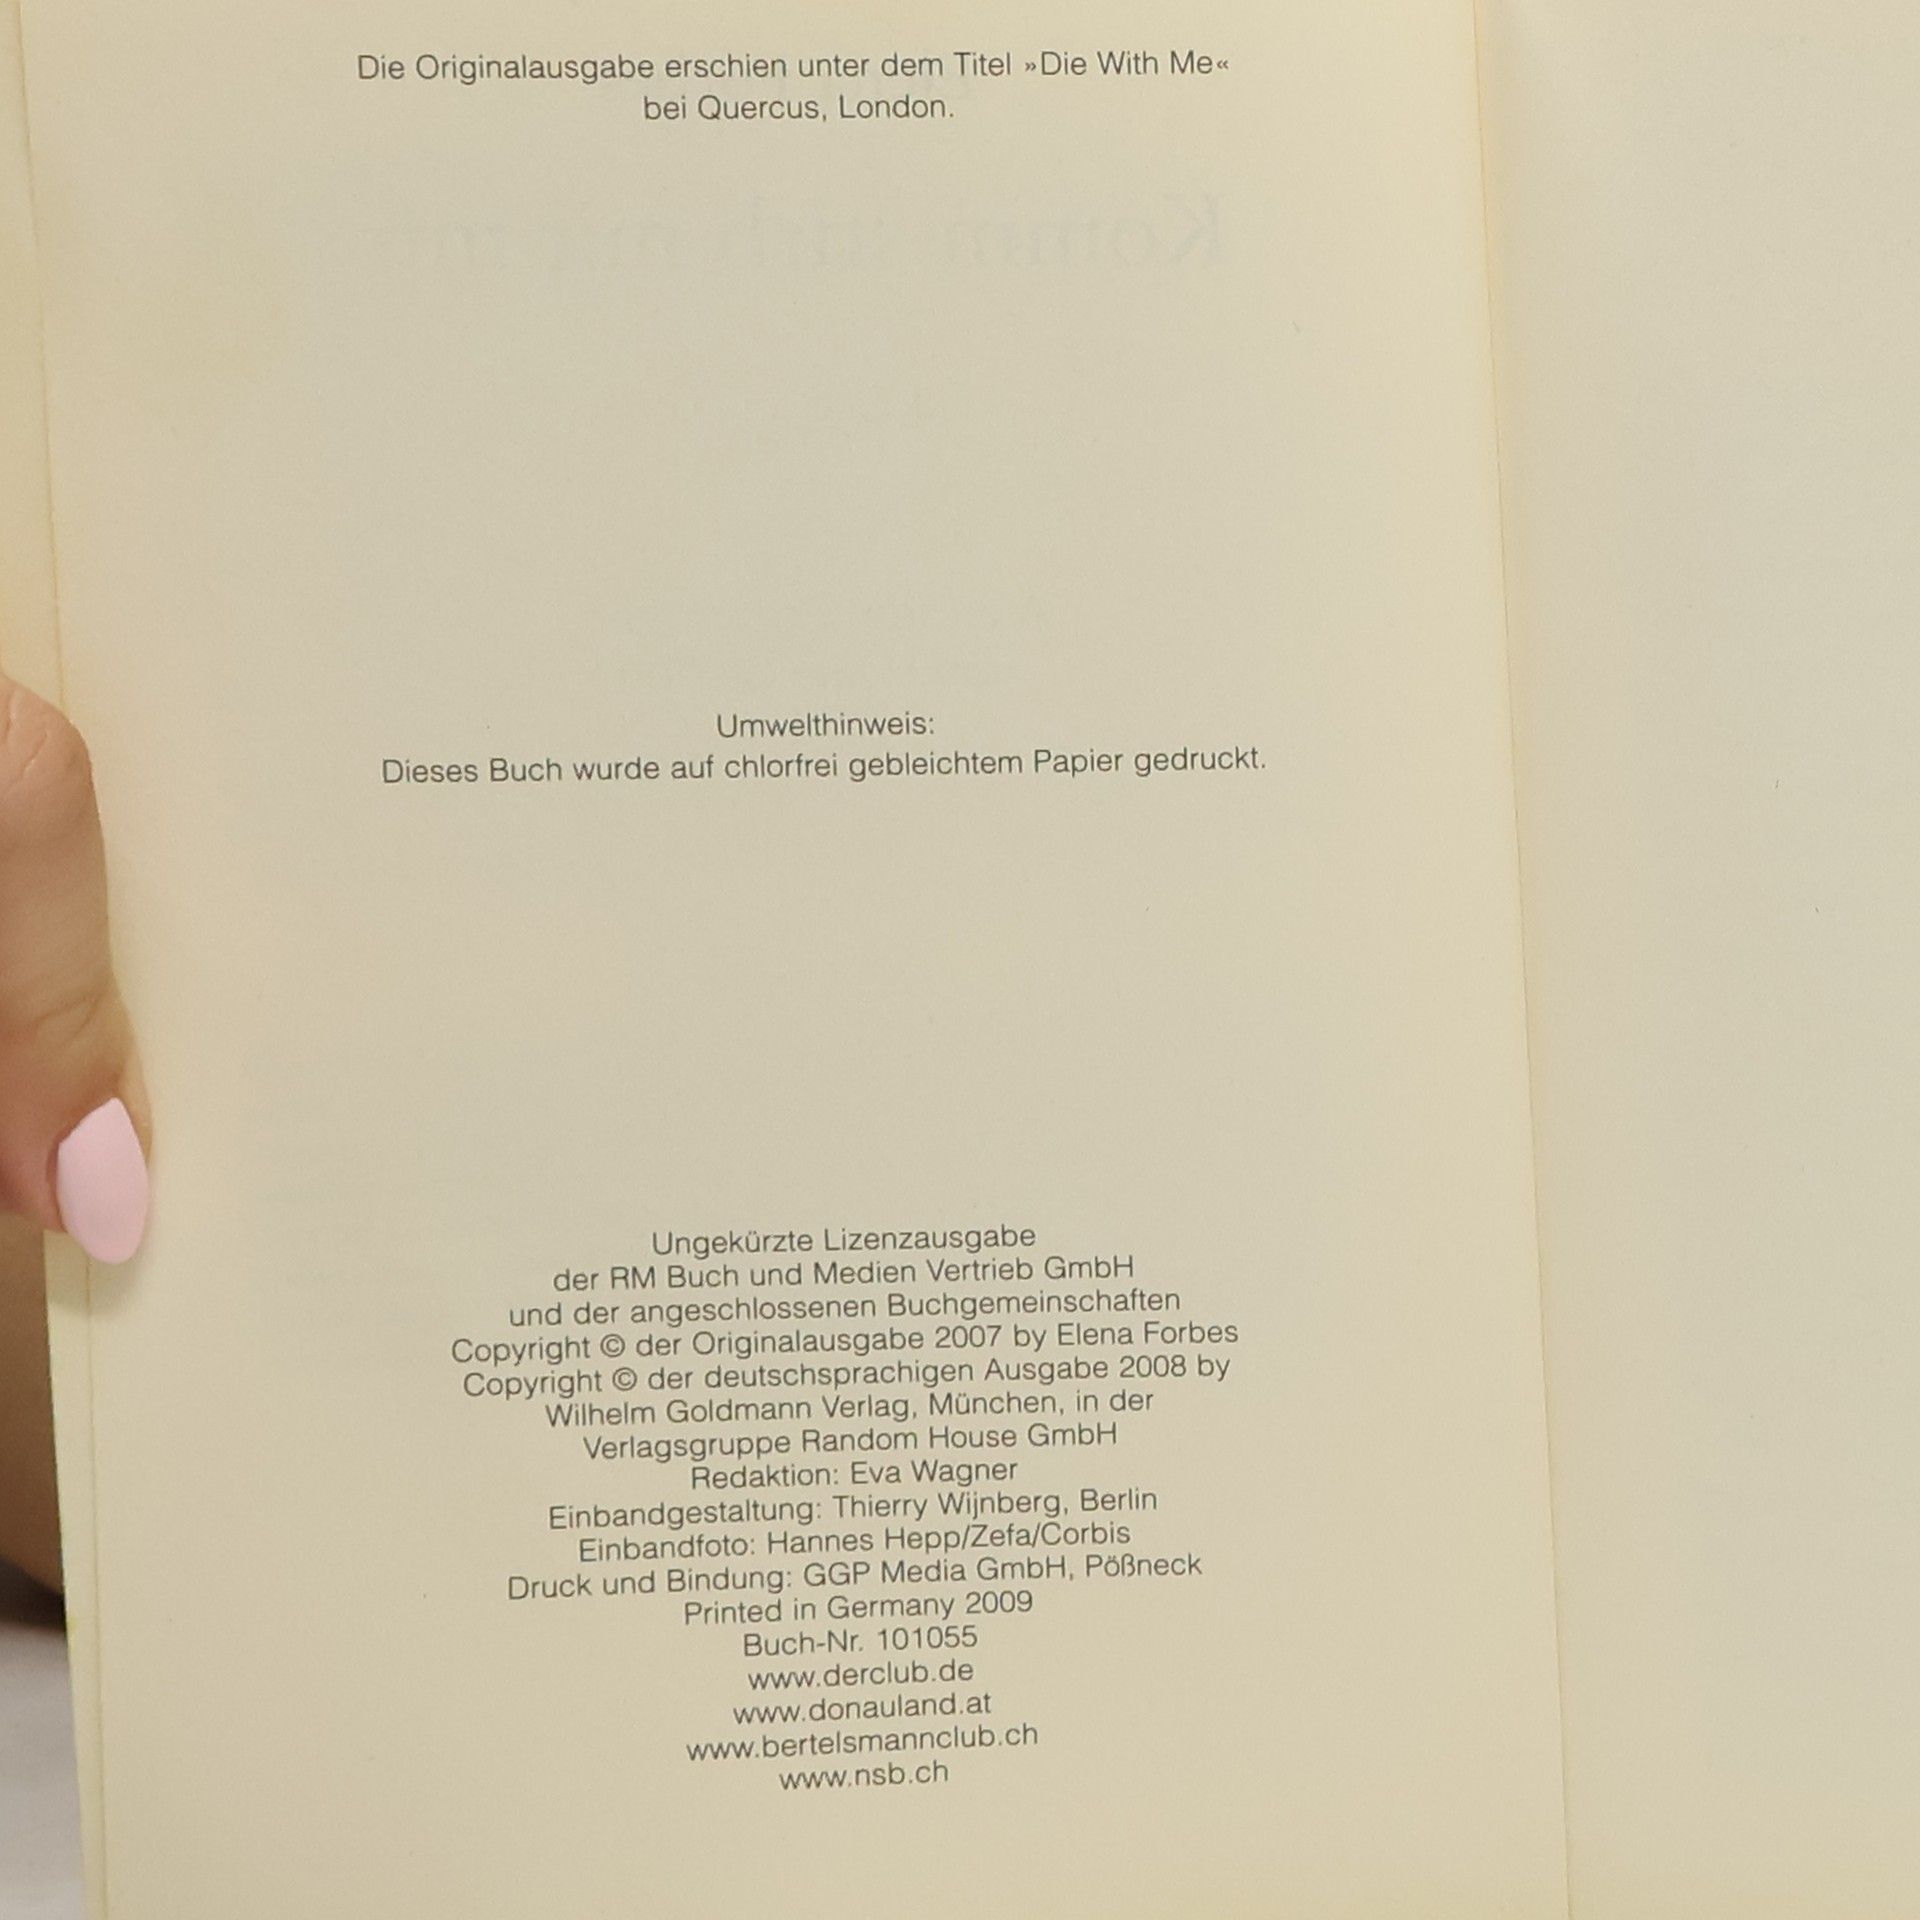 Die Originalausgabe erschien unter dem Titel »Die With Me«
bei Quercus, London.
Umwelthinweis:
Dieses Buch wurde auf chlorfrei gebleichtem Papier gedruckt.
Ungekürzte Lizenzausgabe
der RM Buch und Medien Vertrieb GmbH
und der angeschlossenen Buchgemeinschaften
Copyright © der Originalausgabe 2007 by Elena Forbes
Copyright © der deutschsprachigen Ausgabe 2008 by
Wilhelm Goldmann Verlag, München, in der
Verlagsgruppe Random House GmbH
Redaktion: Eva Wagner
Einbandgestaltung: Thierry Wijnberg, Berlin
Einbandfoto: Hannes Hepp/Zefa/Corbis
Druck und Bindung: GGP Media GmbH, Pößneck
Printed in Germany 2009
Buch-Nr. 101055
www.derclub.de
www.donauland.at
www.bertelsmannclub.ch
www.nsb.ch